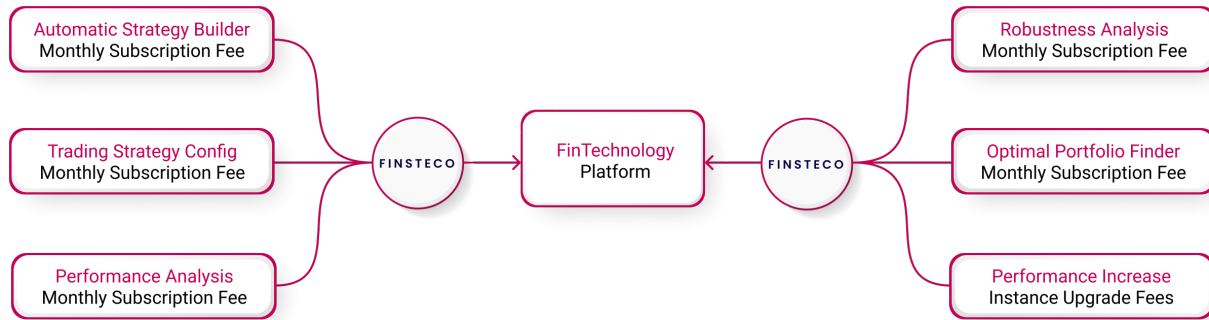 Automatic Strategy Builder
Monthly Subscription Fee
Trading Strategy Config
Monthly Subscription Fee
Performance Analysis
Monthly Subscription Fee
FINSTECO
FinTechnology
Platform
FINSTECO
Robustness Analysis
Monthly Subscription Fee
Optimal Portfolio Finder
Monthly Subscription Fee
Performance Increase
Instance Upgrade Fees